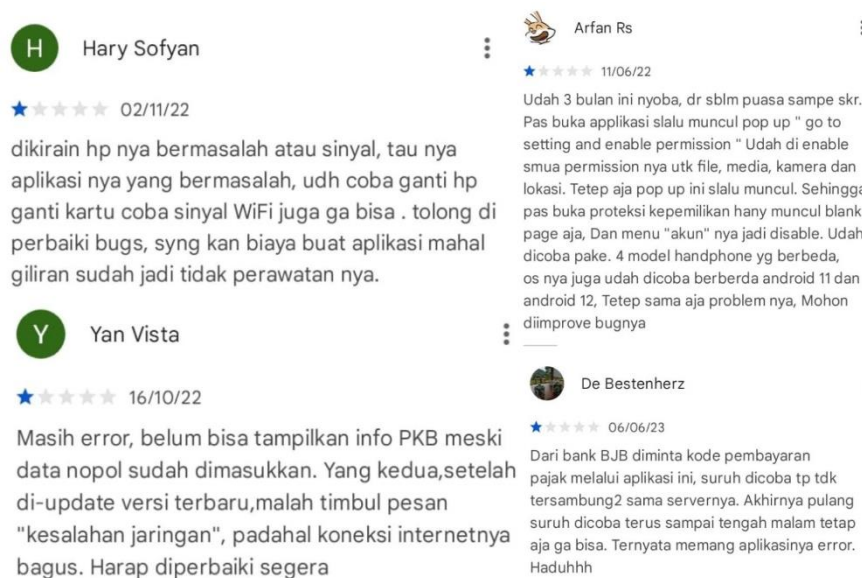 H
Hary Sofyan
02/11/22
dikirain hp nya bermasalah atau sinyal, tau nya
aplikasi nya yang bermasalah, udh coba ganti hp
ganti kartu coba sinyal WiFi juga ga bisa . tolong di
perbaiki bugs, syng kan biaya buat aplikasi mahal
giliran sudah jadi tidak perawatan nya.
Y
Yan Vista
16/10/22
Masih error, belum bisa tampilkan info PKB meski
data nopol sudah dimasukkan. Yang kedua,setelah
di-update versi terbaru,malah timbul pesan
"kesalahan jaringan", padahal koneksi internetnya
bagus. Harap diperbaiki segera
Arfan Rs
11/06/22
Udah 3 bulan ini nyoba, dr sblm puasa sampe skr.
Pas buka applikasi slalu muncul pop up " go to
setting and enable permission " Udah di enable
smua permission nya utk file, media, kamera dan
lokasi. Tetep aja pop up ini slalu muncul. Sehingga
pas buka proteksi kepemilikan hany muncul blank
page aja, Dan menu "akun" nya jadi disable. Udah
dicoba pake. 4 model handphone yg berbeda,
os nya juga udah dicoba berberda android 11 dan
android 12, Tetep sama aja problem nya, Mohon
diimprove bugnya
De Bestenherz
06/06/23
Dari bank BJB diminta kode pembayaran
pajak melalui aplikasi ini, suruh dicoba tp tdk
tersambung2 sama servernya. Akhirnya pulang
suruh dicoba terus sampai tengah malam tetap
aja ga bisa. Ternyata memang aplikasinya error.
Haduhhh